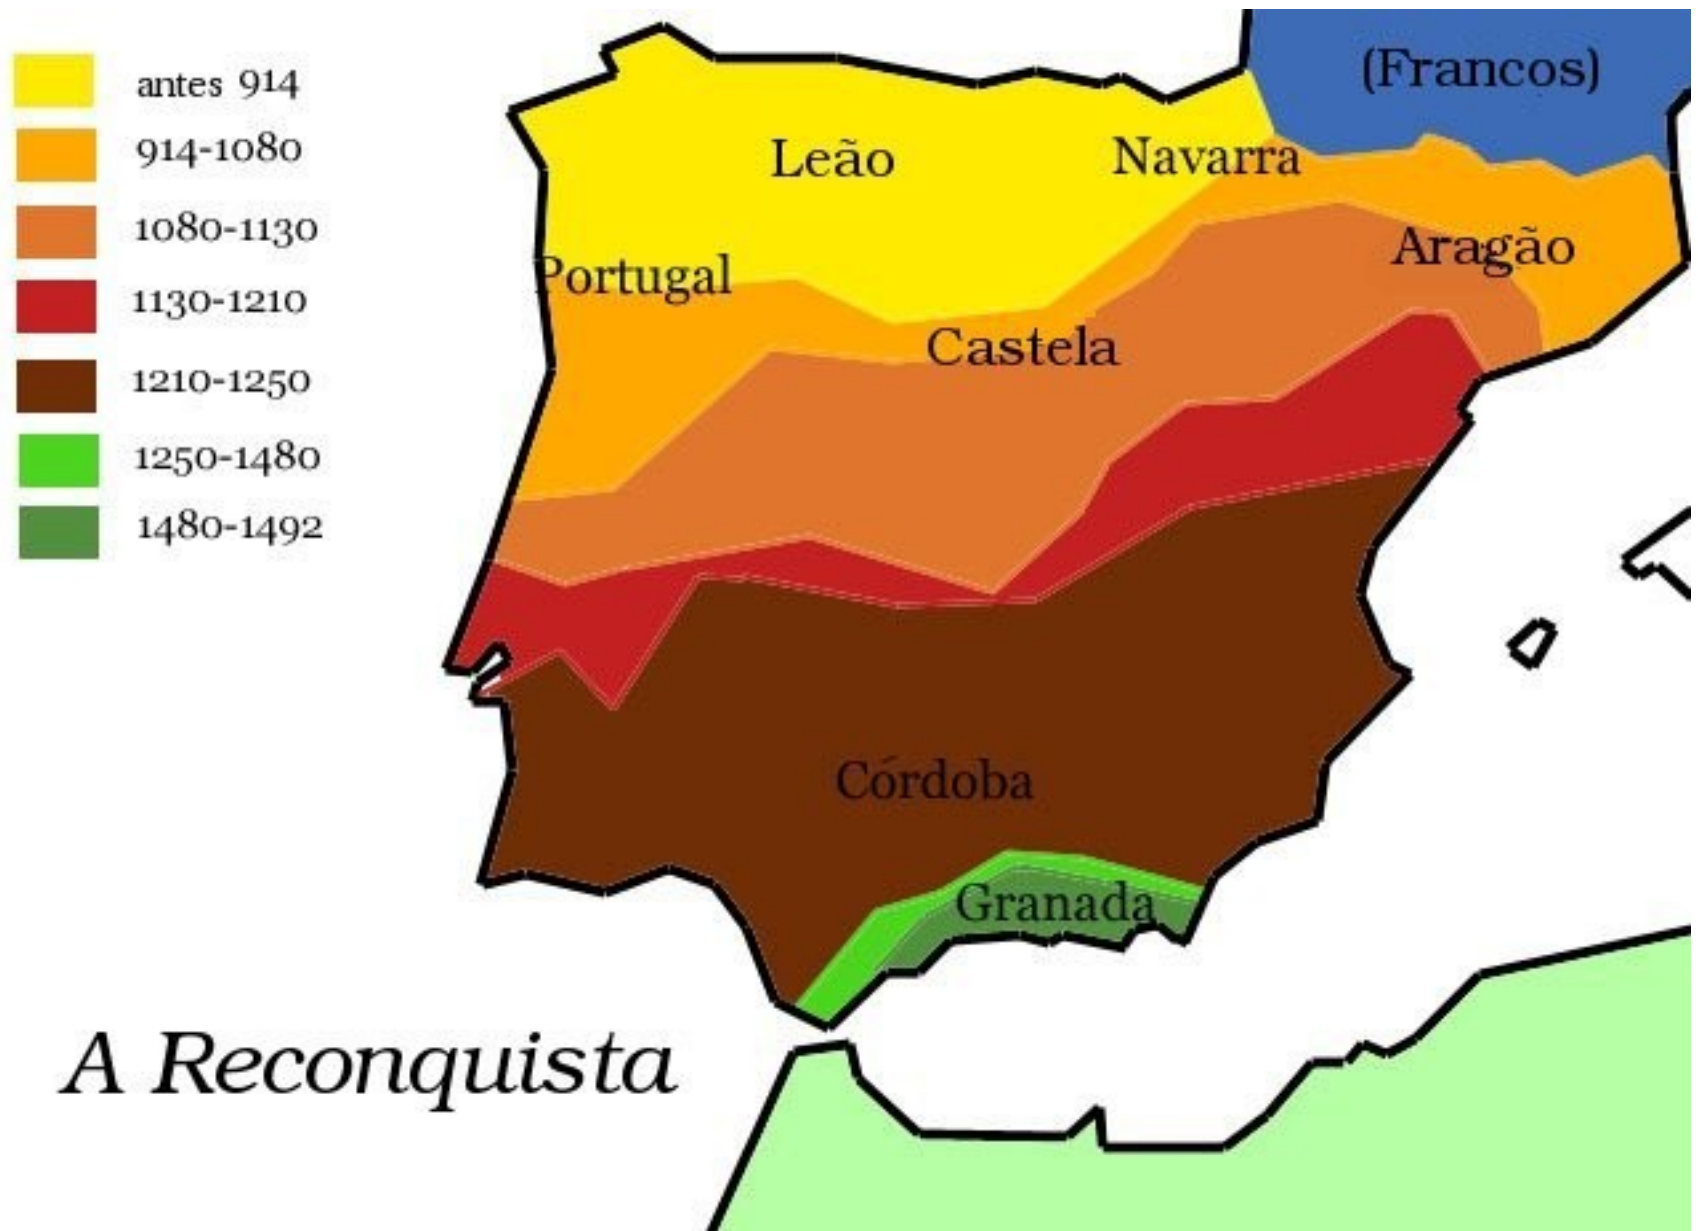 antes 914
914-1080
1080-1130
1130-1210
1210-1250
1250-1480
1480-1492
(Francos)
Leão
Navarra
Aragão
Portugal
Castela
Córdoba
Granada
A Reconquista